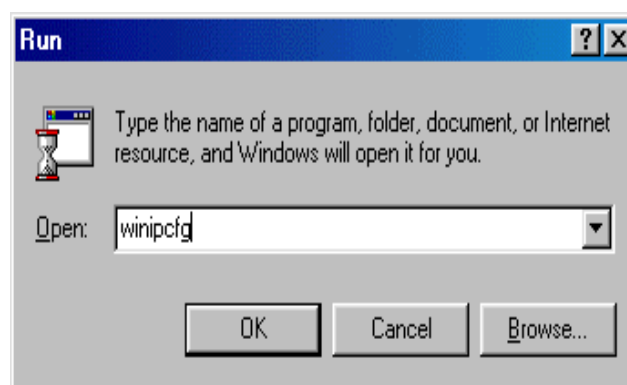 Run
Type the name of a program, folder, document, or Internet
resource, and Windows will open it for you.
Open: winipcfg
OK Cancel Browse...